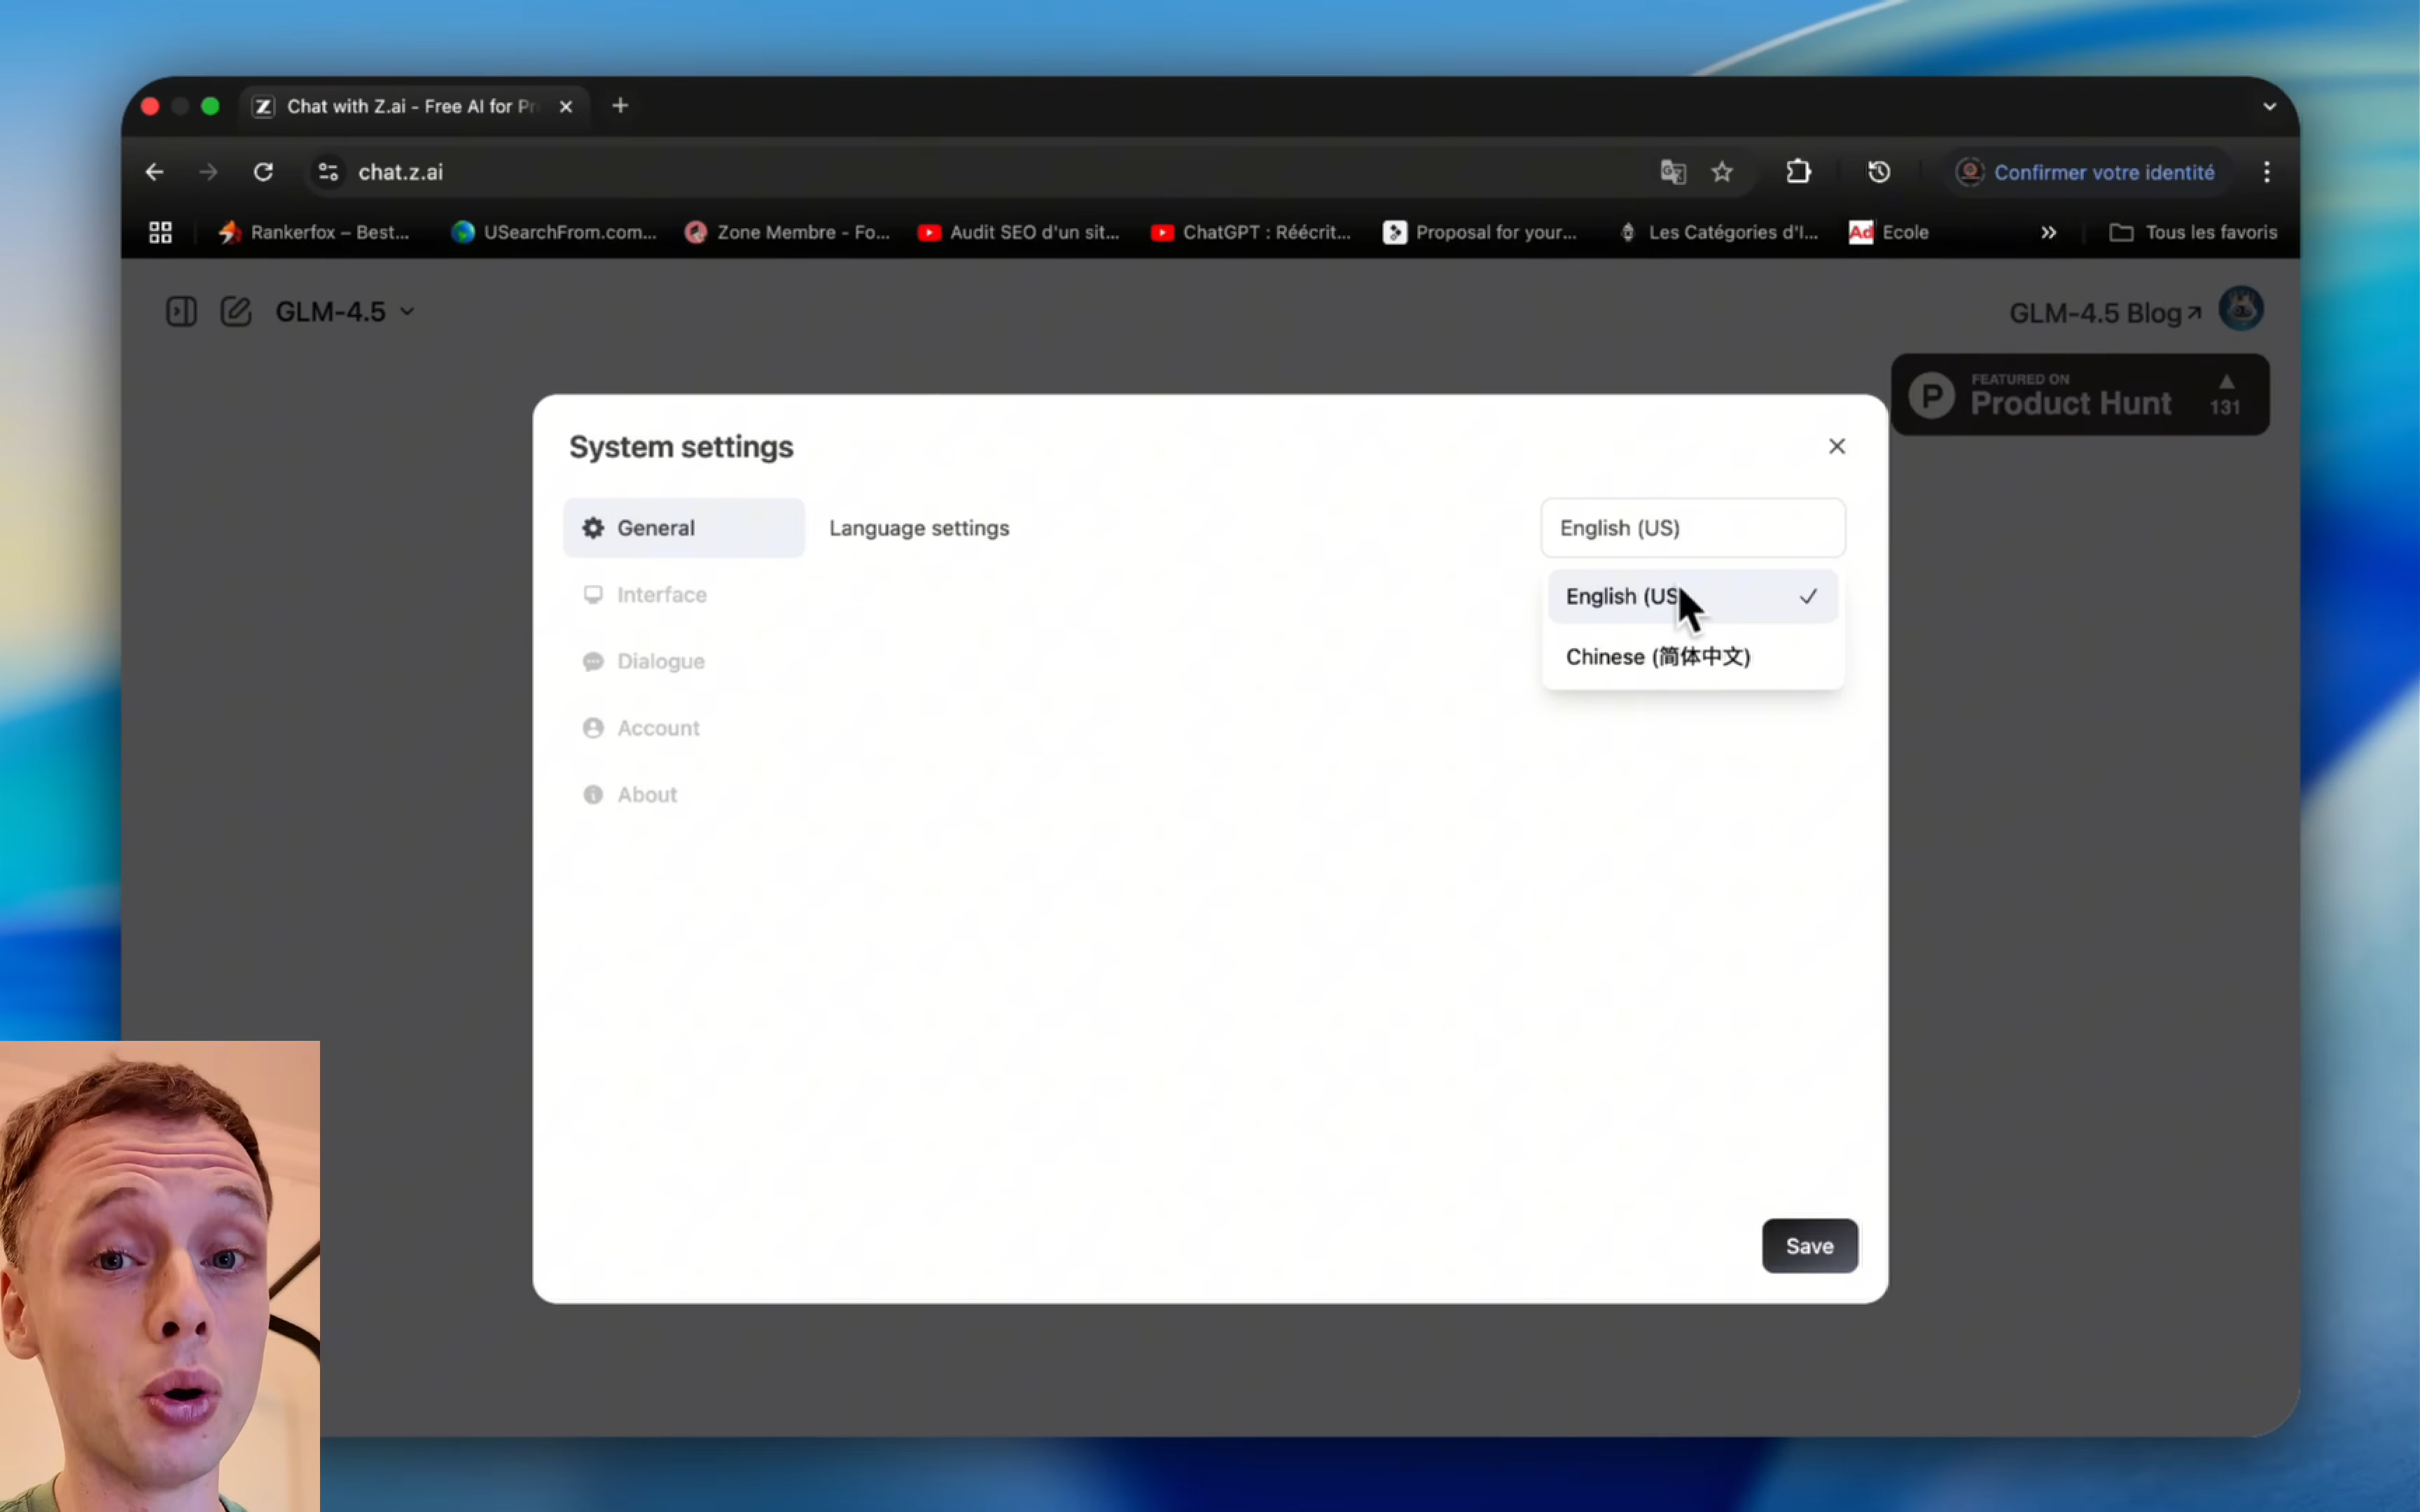 Chat with Z.ai - Free AI for Pr
chat.z.ai
Confirmer votre identité
Rankerfox – Best...
USearchFrom.com...
Zone Membre - Fo...
Audit SEO d'un sit...
ChatGPT : Réécrit...
Proposal for your...
Les Catégories d'I...
Ad Ecole
Tous les favoris
GLM-4.5
GLM-4.5 Blog
FEATURED ON
Product Hunt
131
System settings
General
Language settings
English (US)
Interface
English (US
Dialogue
Chinese (简体中文)
Account
About
Save